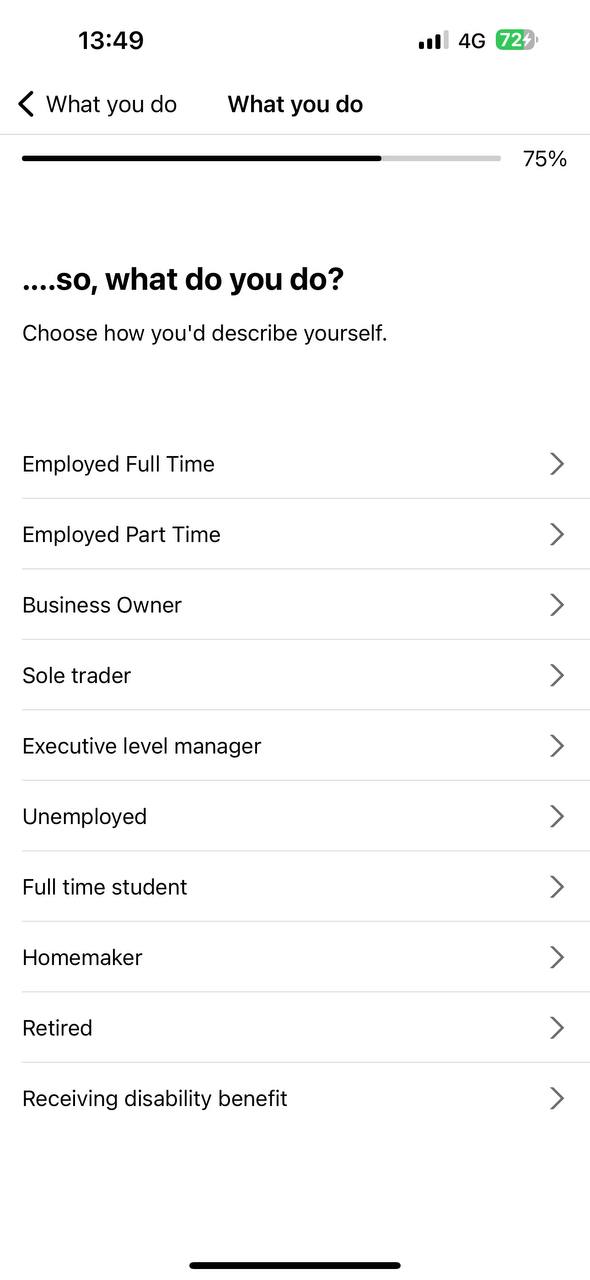 13:49 4G 72
What you do What you do
75%
....so, what do you do?
Choose how you'd describe yourself.
Employed Full Time
Employed Part Time
Business Owner
Sole trader
Executive level manager
Unemployed
Full time student
Homemaker
Retired
Receiving disability benefit